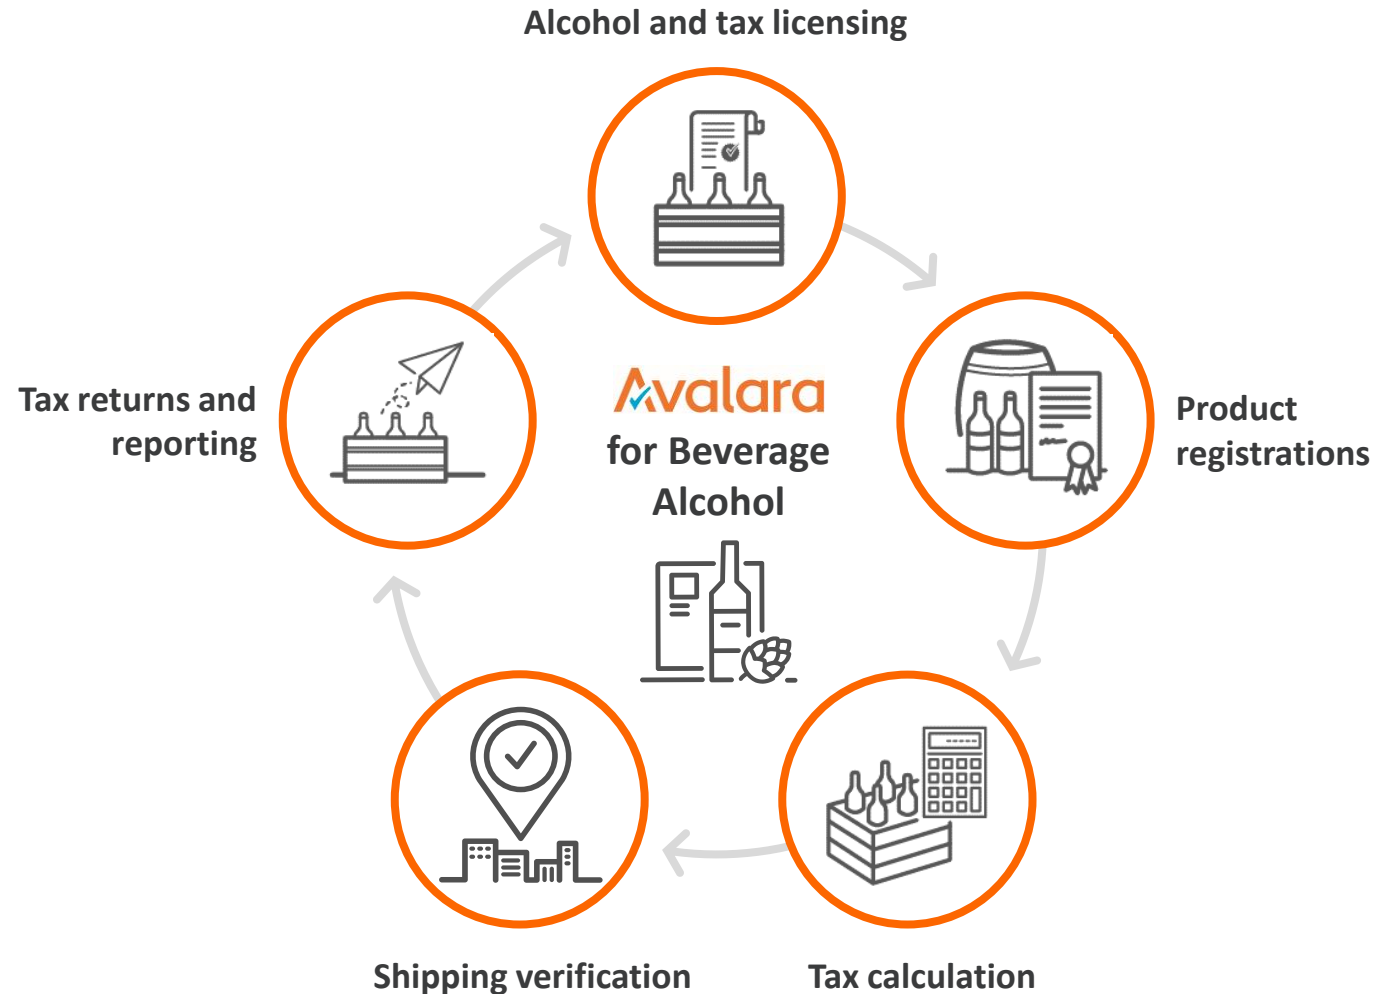 Alcohol and tax licensing
Avalara
for Beverage
Alcohol
Product
registrations
Tax calculation
Shipping verification
Tax returns and
reporting